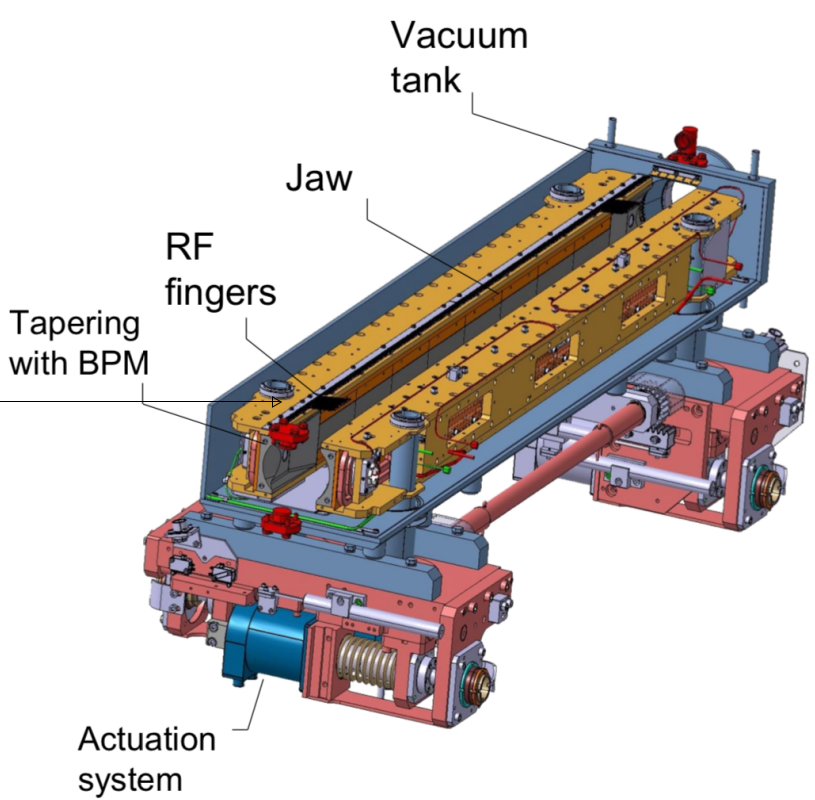 Vacuum
tank
Jaw
RF
fingers
Tapering
with BPM
Actuation
system